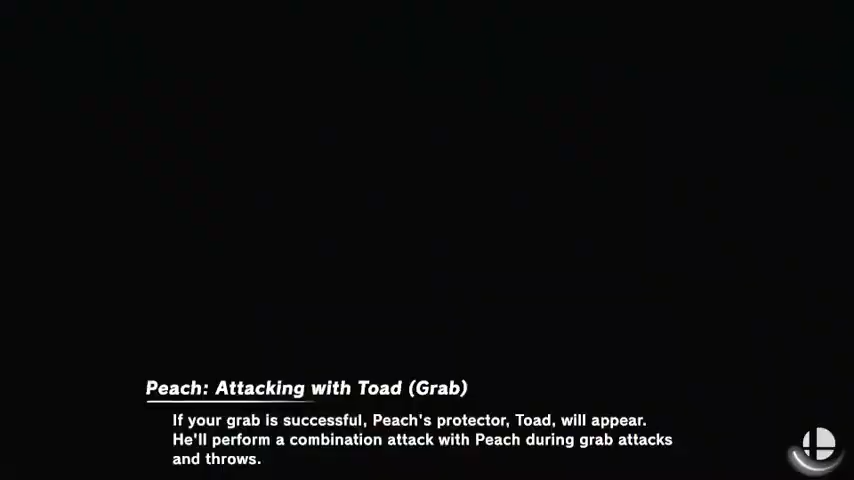 Peach: Attacking with Toad (Grab)
If your grab is successful, Peach's protector, Toad, will appear.
He'll perform a combination attack with Peach during grab attacks
and throws.